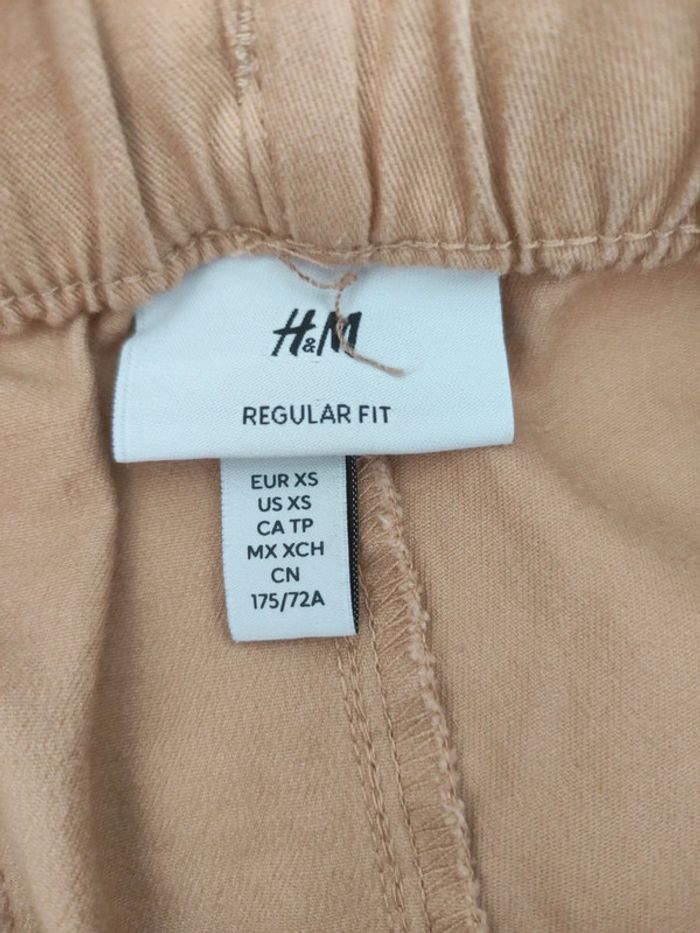 H&M
REGULAR FIT
EUR XS
US XS
CA TP
MX XCH
CN
175/72A